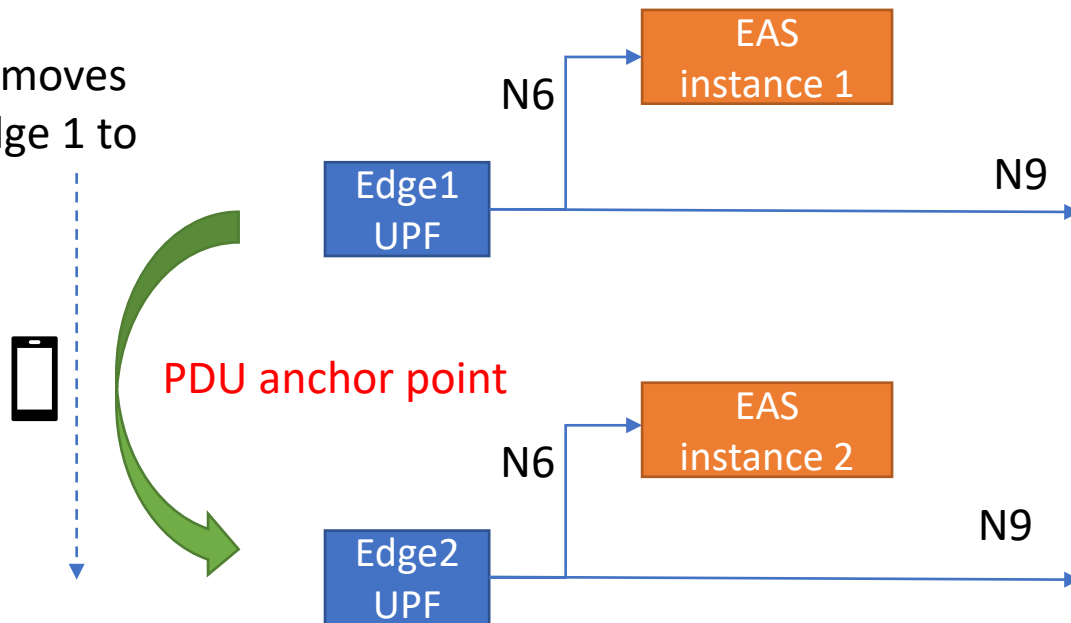 moves
ge 1 to
EAS
instance 1
N6
N9
Edge1
UPF
PDU anchor point
EAS
instance 2
N6
N9
Edge2
UPF